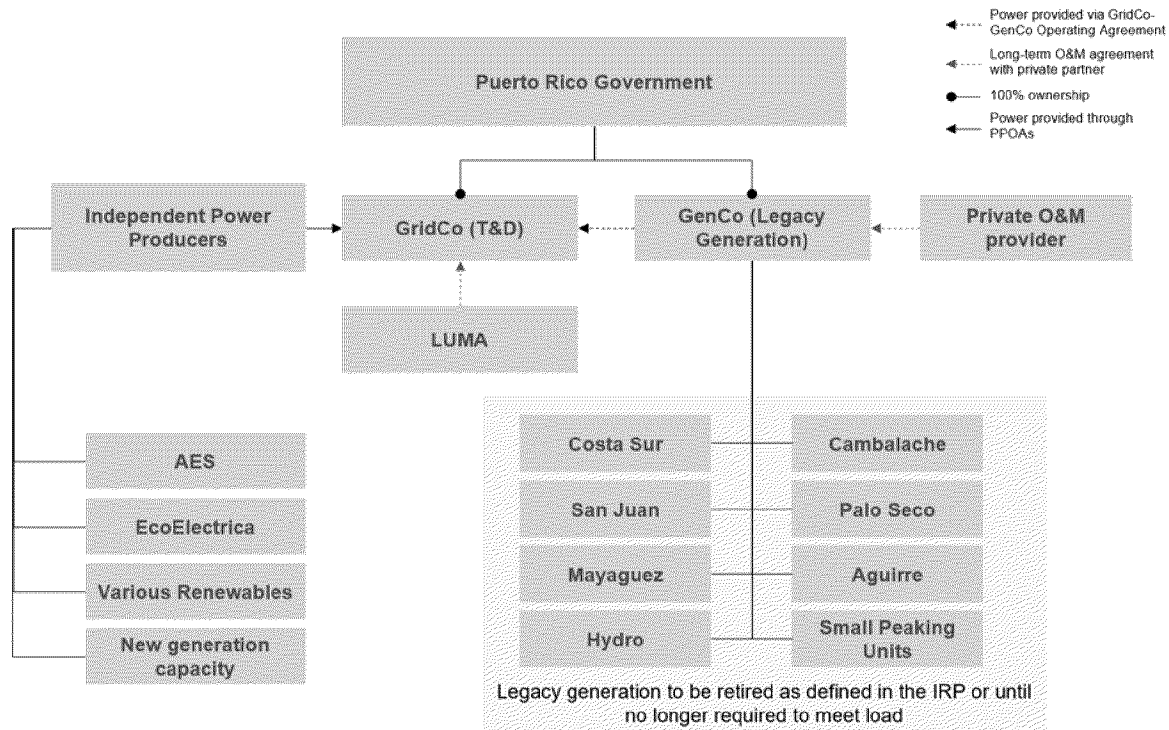 Power provided via GridCo-
GenCo Operating Agreement
Long-term O&M agreement
with private partner
100% ownership
Power provided through
PPOAs
Puerto Rico Government
Independent Power
Producers
GridCo (T&D)
GenCo (Legacy
Generation)
Private O&M
provider
LUMA
AES
EcoElectrica
Various Renewables
New generation
capacity
Costa Sur
Cambalache
San Juan
Palo Seco
Mayaguez
Aguirre
Hydro
Small Peaking
Units
Legacy generation to be retired as defined in the IRP or until
no longer required to meet load